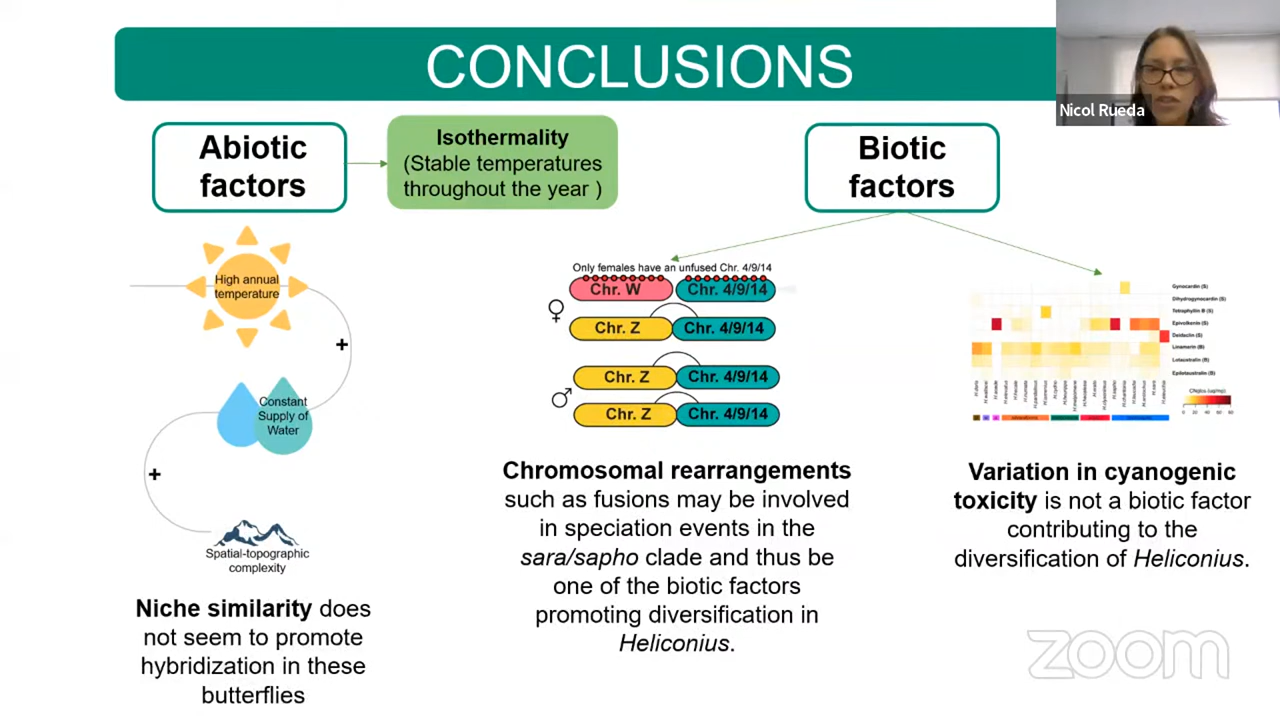 CONCLUSIONS
Nicol Rueda
Abiotic
factors
Isothermality
(Stable temperatures
throughout the year )
Biotic
factors
High annual
temperature
+
Constant
Supply of
Water
+
Spatial-topographic
complexity
Niche similarity does
not seem to promote
hybridization in these
butterflies
Only females have an unfused Chr. 4/9/14
Chr. W Chr. 4/9/14
♀
Chr. Z Chr. 4/9/14
Chr. Z Chr. 4/9/14
♂
Chr. Z Chr. 4/9/14
Chromosomal rearrangements
such as fusions may be involved
in speciation events in the
sara/sapho clade and thus be
one of the biotic factors
promoting diversification in
Heliconius.
Gynocardin (S)
Dihydrogynocardin (S)
Tetraphyllin B (S)
Epivolkenin (S)
Deidaclin (S)
Linamarin (B)
Lotaustralin (B)
Epilotaustralin (B)
Variation in cyanogenic
toxicity is not a biotic factor
contributing to the
diversification of Heliconius.
zoom